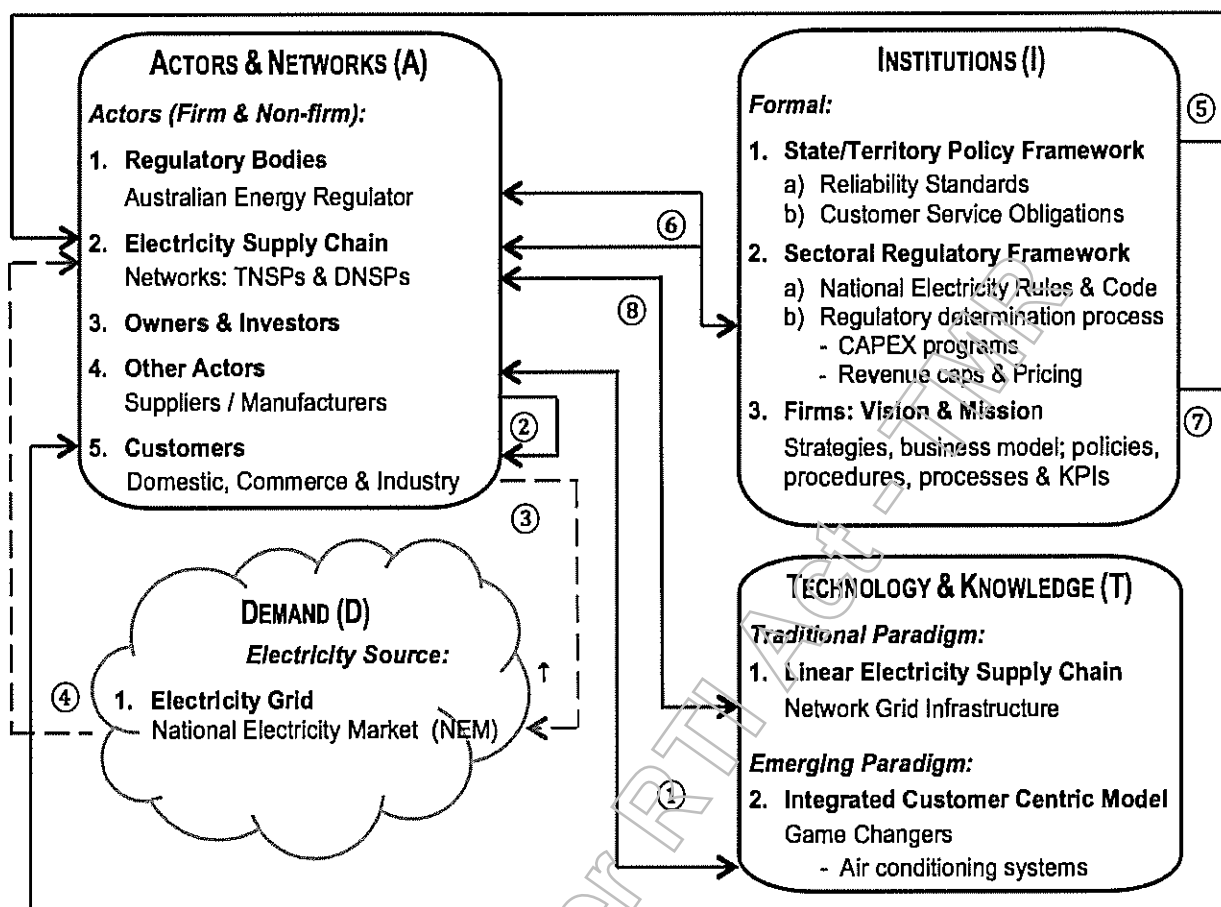 ACTORS & NETWORKS (A)
Actors (Firm & Non-firm):
1. Regulatory Bodies
Australian Energy Regulator
2. Electricity Supply Chain
Networks: TNSPs & DNSPs
3. Owners & Investors
4. Other Actors
Suppliers / Manufacturers
5. Customers
Domestic, Commerce & Industry
INSTITUTIONS (I)
Formal:
1. State/Territory Policy Framework
a) Reliability Standards
b) Customer Service Obligations
2. Sectoral Regulatory Framework
a) National Electricity Rules & Code
b) Regulatory determination process
- CAPEX programs
- Revenue caps & Pricing
3. Firms: Vision & Mission
Strategies, business model; policies,
procedures, processes & KPIs
5
6
8
7
2
3
DEMAND (D)
Electricity Source:
1. Electricity Grid
National Electricity Market (NEM)
↑
4
1
TECHNOLOGY & KNOWLEDGE (T)
Traditional Paradigm:
1. Linear Electricity Supply Chain
Network Grid Infrastructure
Emerging Paradigm:
2. Integrated Customer Centric Model
Game Changers
- Air conditioning systems
er RTI Act - TMR